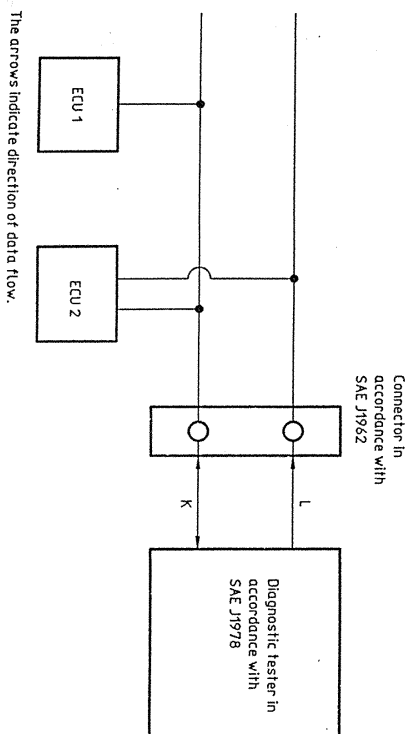 Connector in
accordance with
SAE J1962
L
K
Diagnostic tester in
accordance with
SAE J1978
ECU 1
ECU 2
The arrows indicate direction of data flow.